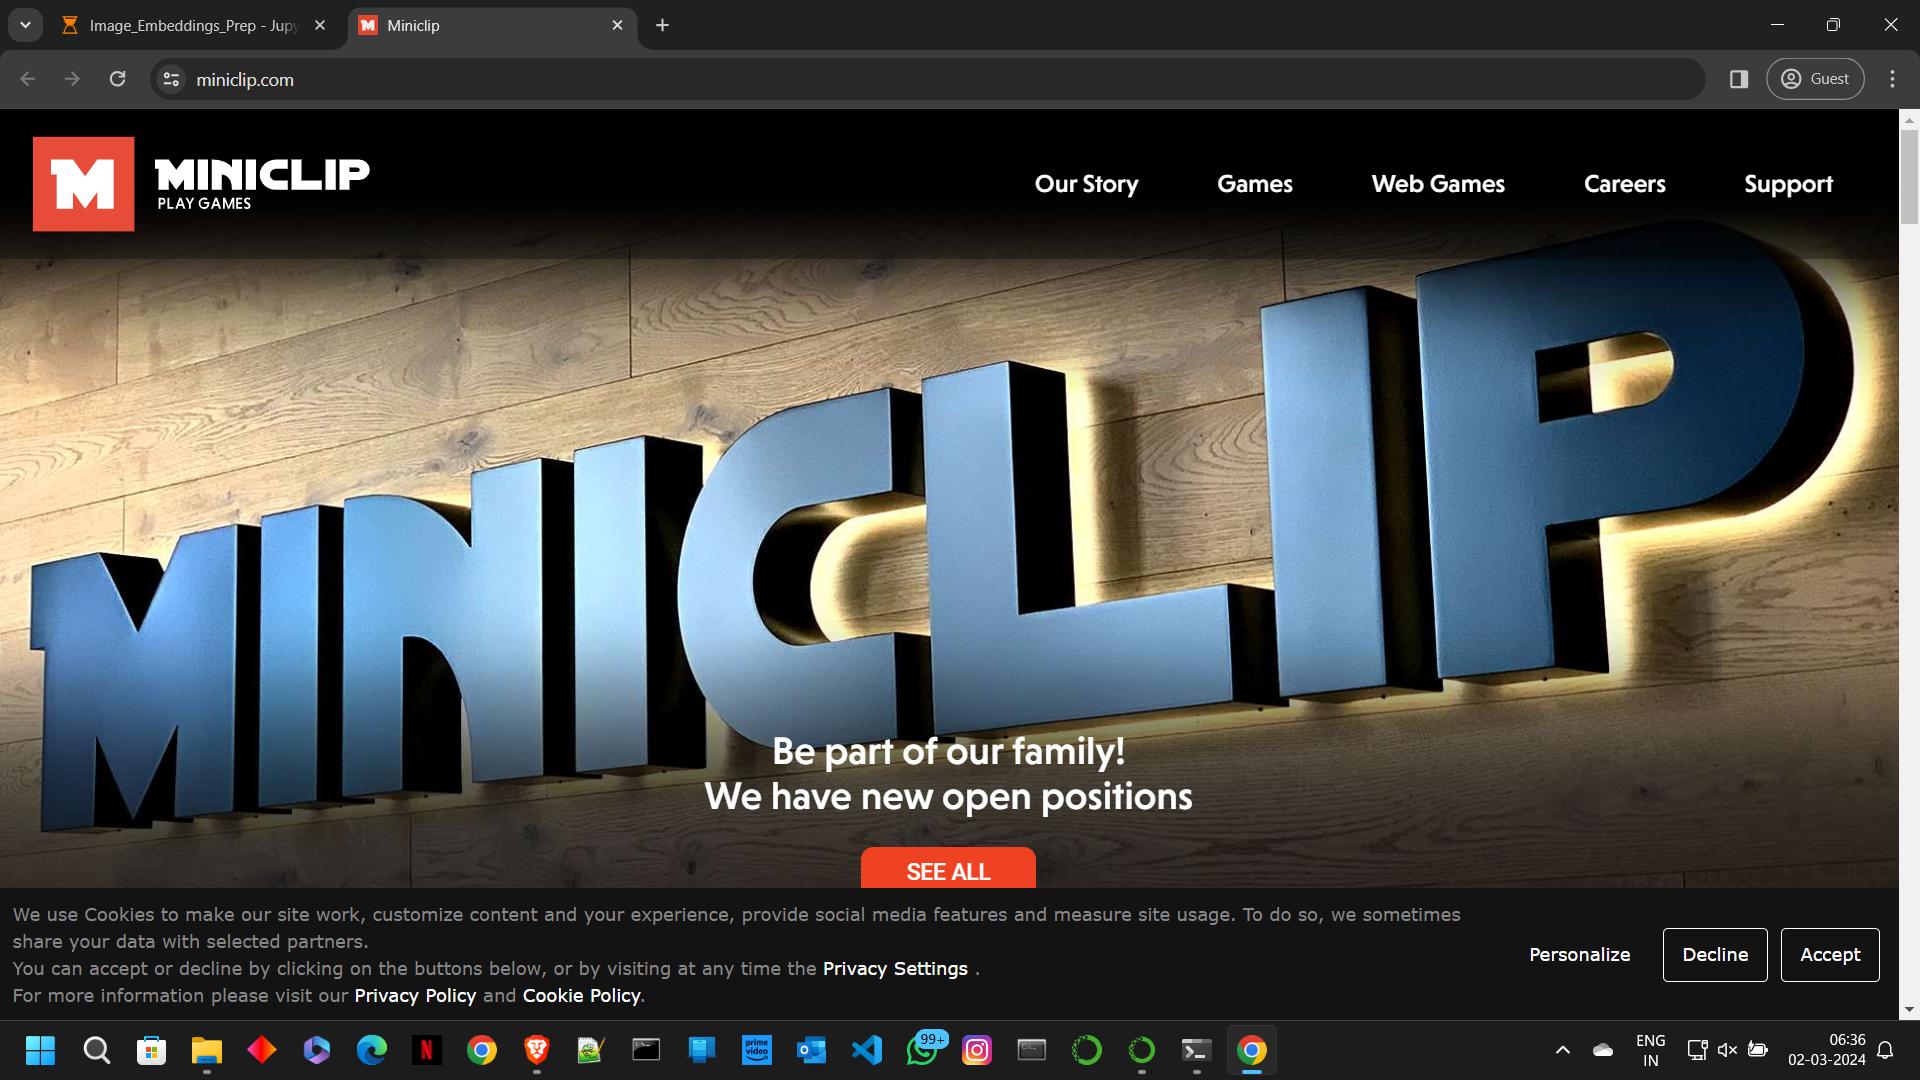 Image_Embeddings_Prep - Jup
Miniclip
miniclip.com
Guest
MINICLIP
PLAY GAMES
Our Story
Games
Web Games
Careers
Support
MINICLIP
Be part of our family!
We have new open positions
SEE ALL
We use Cookies to make our site work, customize content and your experience, provide social media features and measure site usage. To do so, we sometimes
share your data with selected partners.
You can accept or decline by clicking on the buttons below, or by visiting at any time the Privacy Settings .
For more information please visit our Privacy Policy and Cookie Policy.
Personalize
Decline
Accept
prime
video
99+
ENG
IN
06:36
02-03-2024